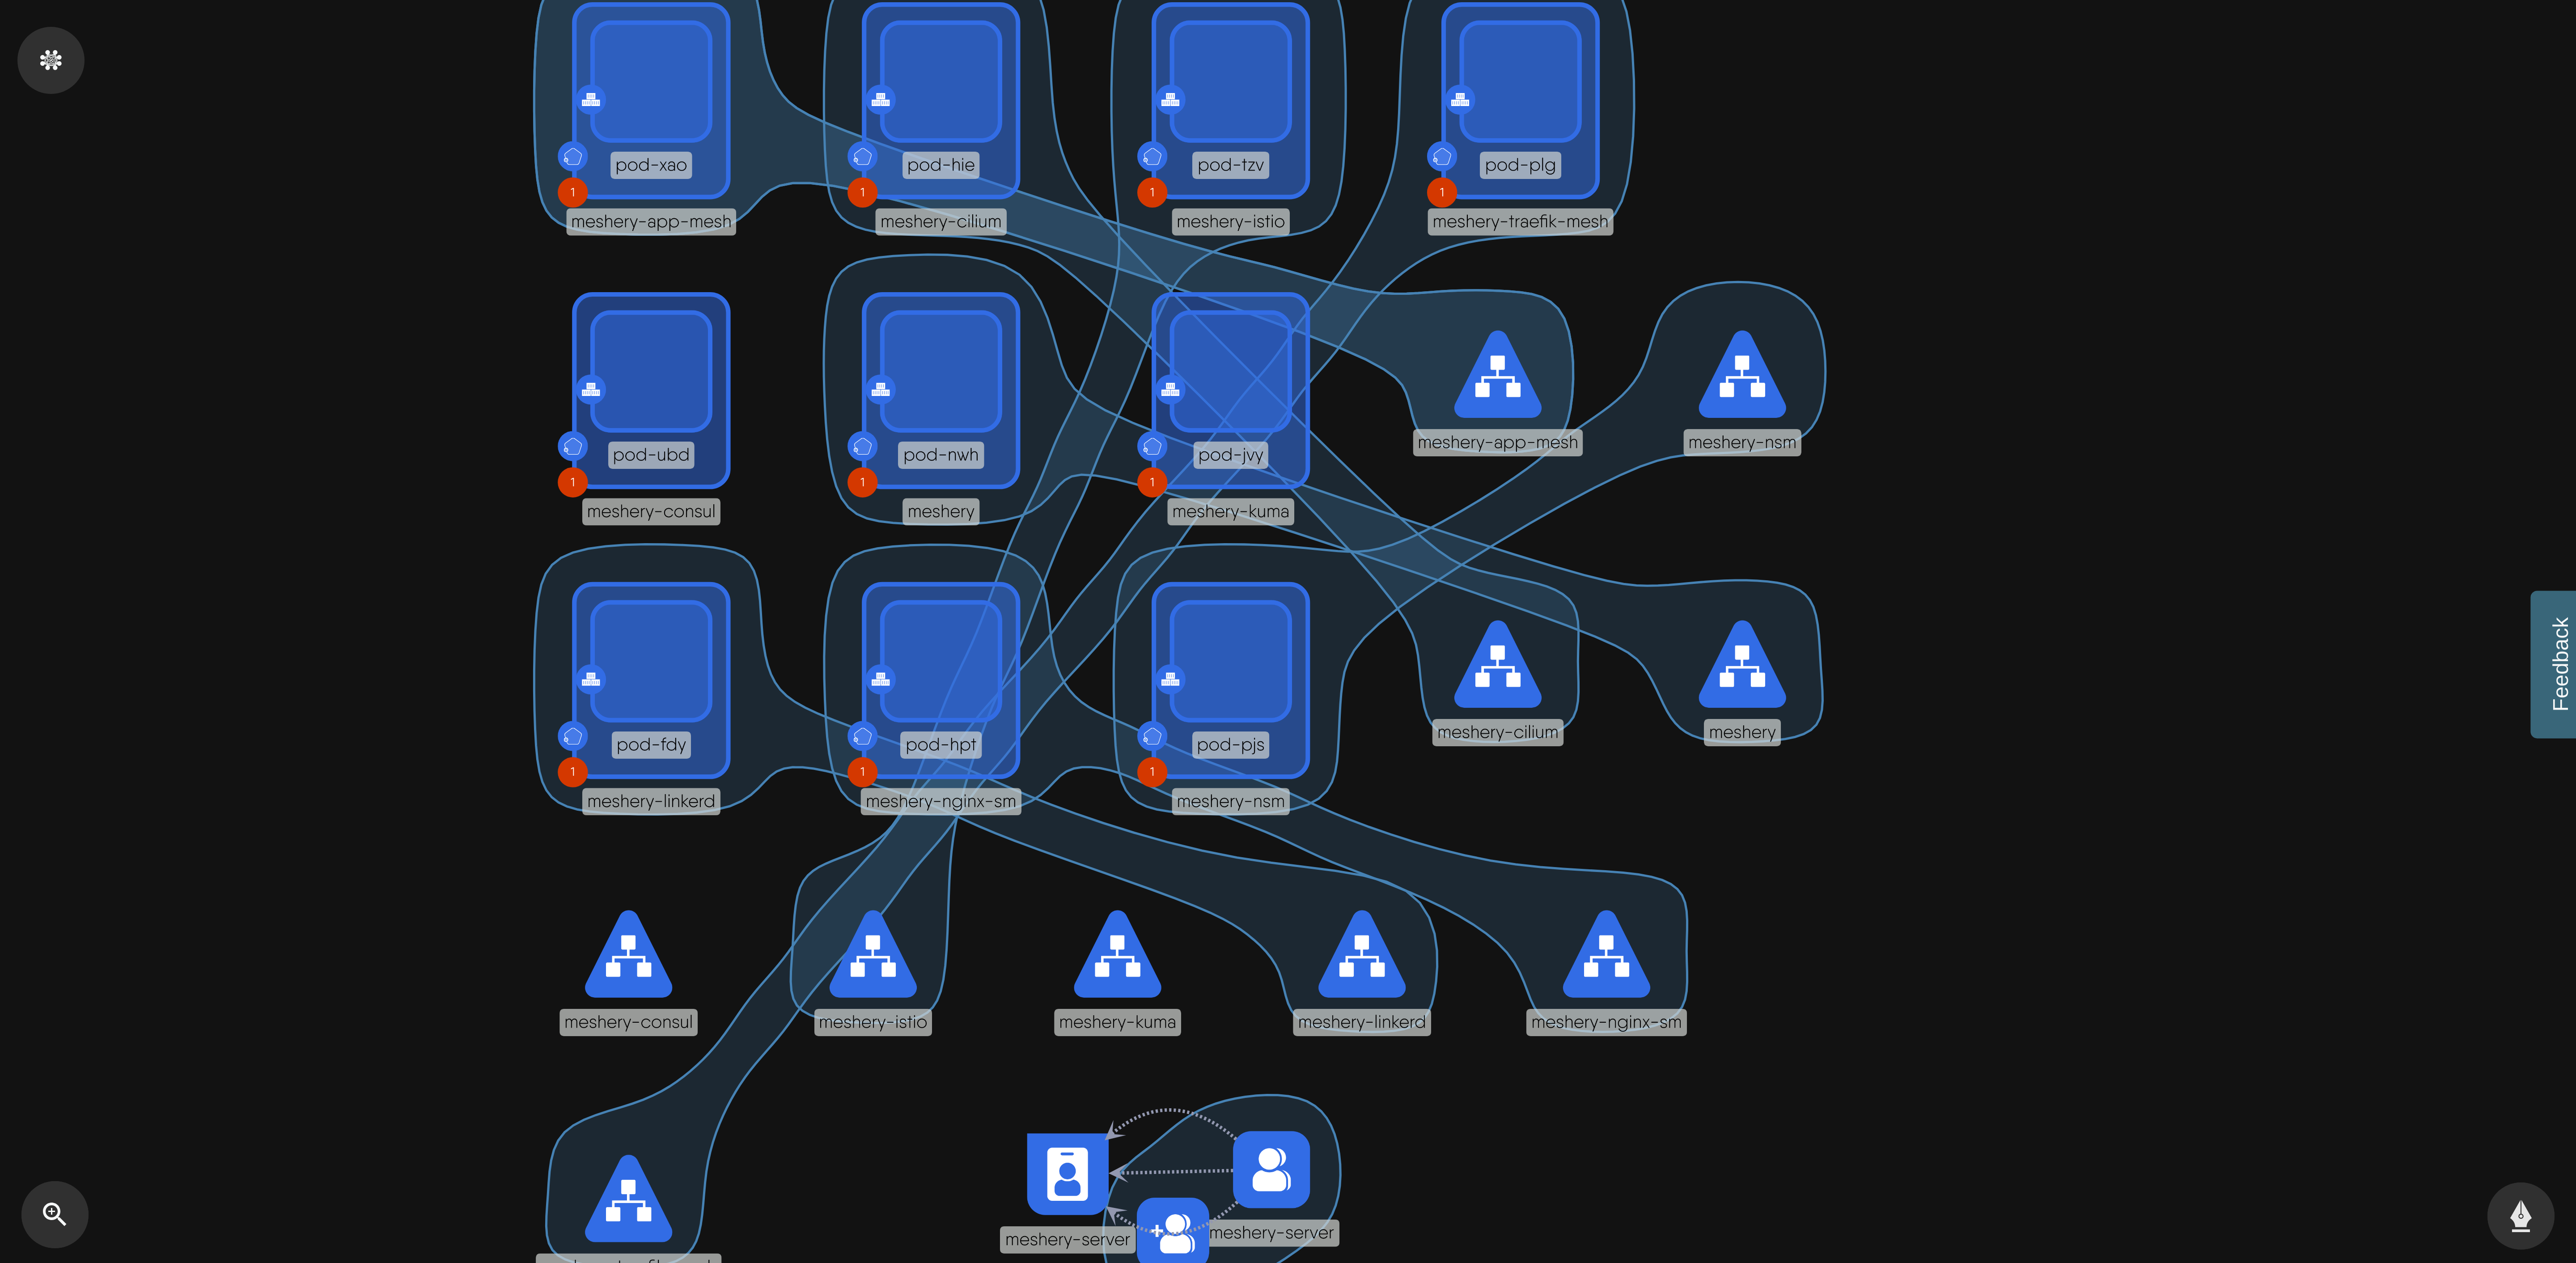 pod-xao
pod-hie
pod-tzv
pod-plg
1
1
1
1
meshery-app-mesh
meshery-cilium
meshery-istio
meshery-traefik-mesh
pod-ubd
pod-nwh
pod-jvy
meshery-app-mesh
meshery-nsm
1
1
1
meshery-consul
meshery
meshery-kuma
Feedback
pod-fdy
pod-hpt
pod-pjs
meshery-cilium
meshery
1
1
1
meshery-linkerd
meshery-nginx-sm
meshery-nsm
meshery-consul
meshery-istio
meshery-kuma
meshery-linkerd
meshery-nginx-sm
meshery-server
meshery-server